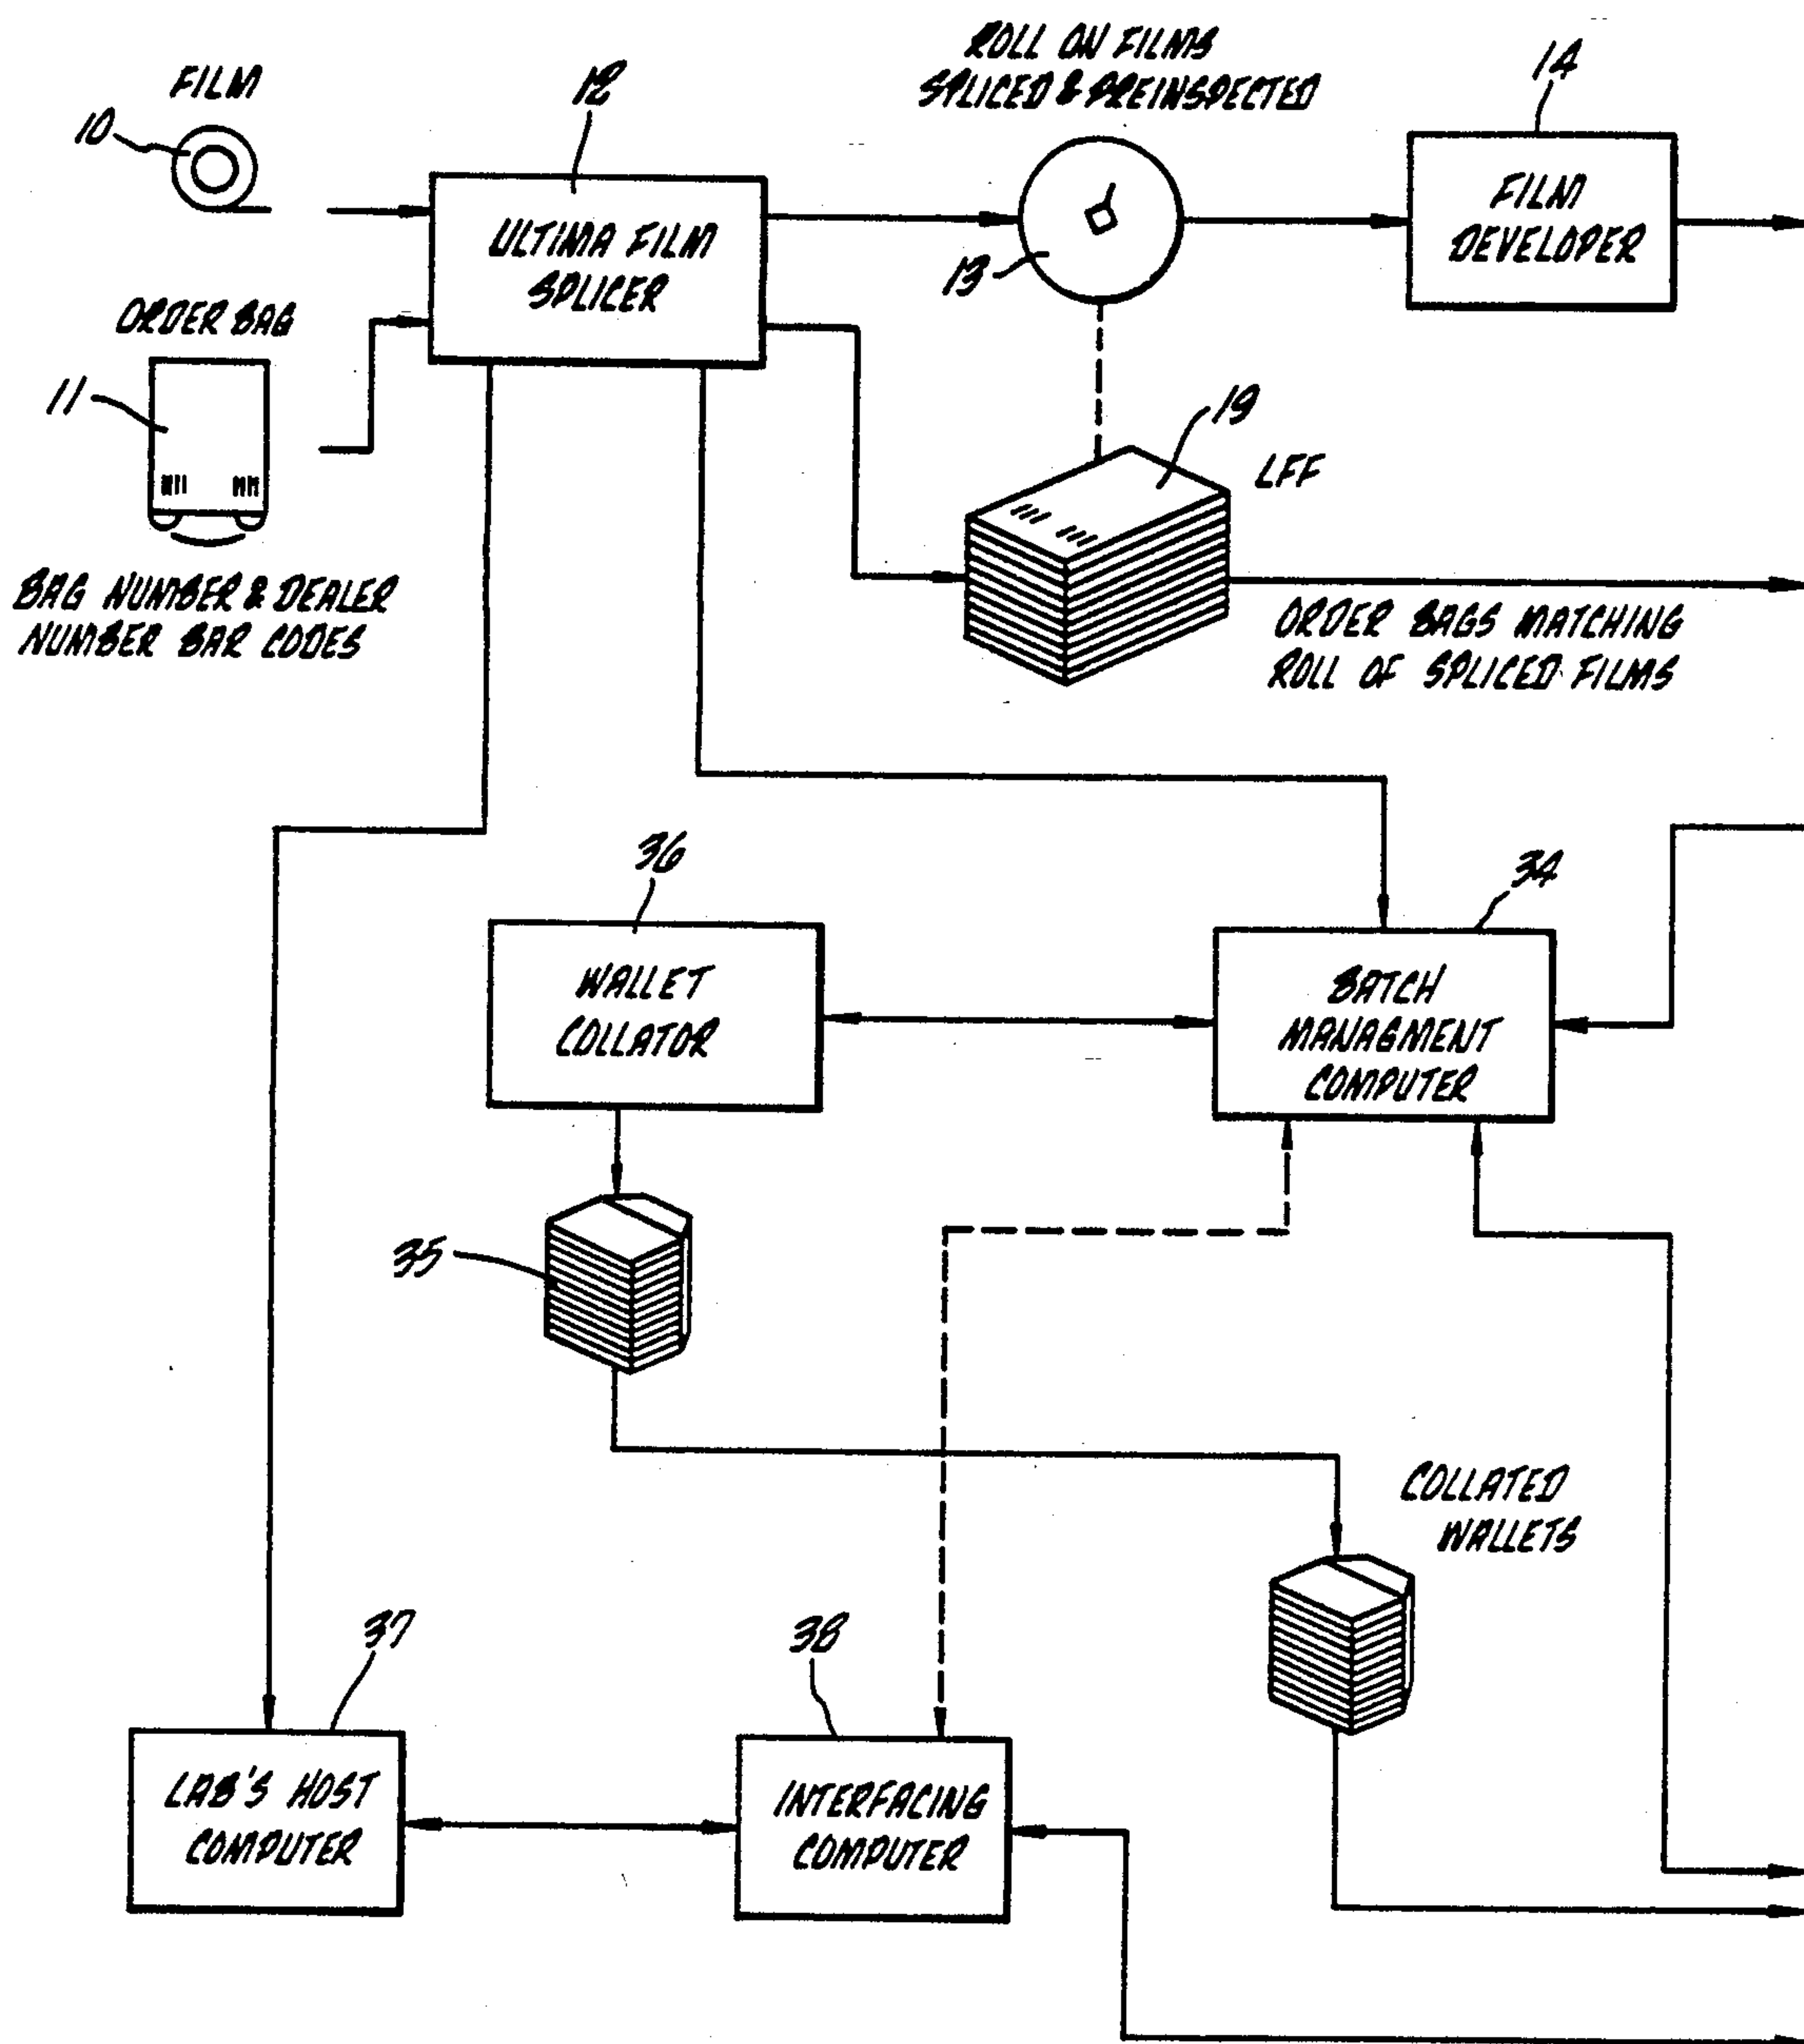 FILM
10
12
ROLL ON FILMS
SPLICED & PREINSPECTED
14
ULTIMA FILM
SPLICER
13
FILM
DEVELOPER
ORDER BAG
11
19
LFF
BAG NUMBER & DEALER
NUMBER BAR CODES
ORDER BAGS MATCHING
ROLL OF SPLICED FILMS
36
34
WALLET
COLLATOR
BATCH
MANAGMENT
COMPUTER
35
COLLATED
WALLETS
37
38
LAB'S HOST
COMPUTER
INTERFACING
COMPUTER